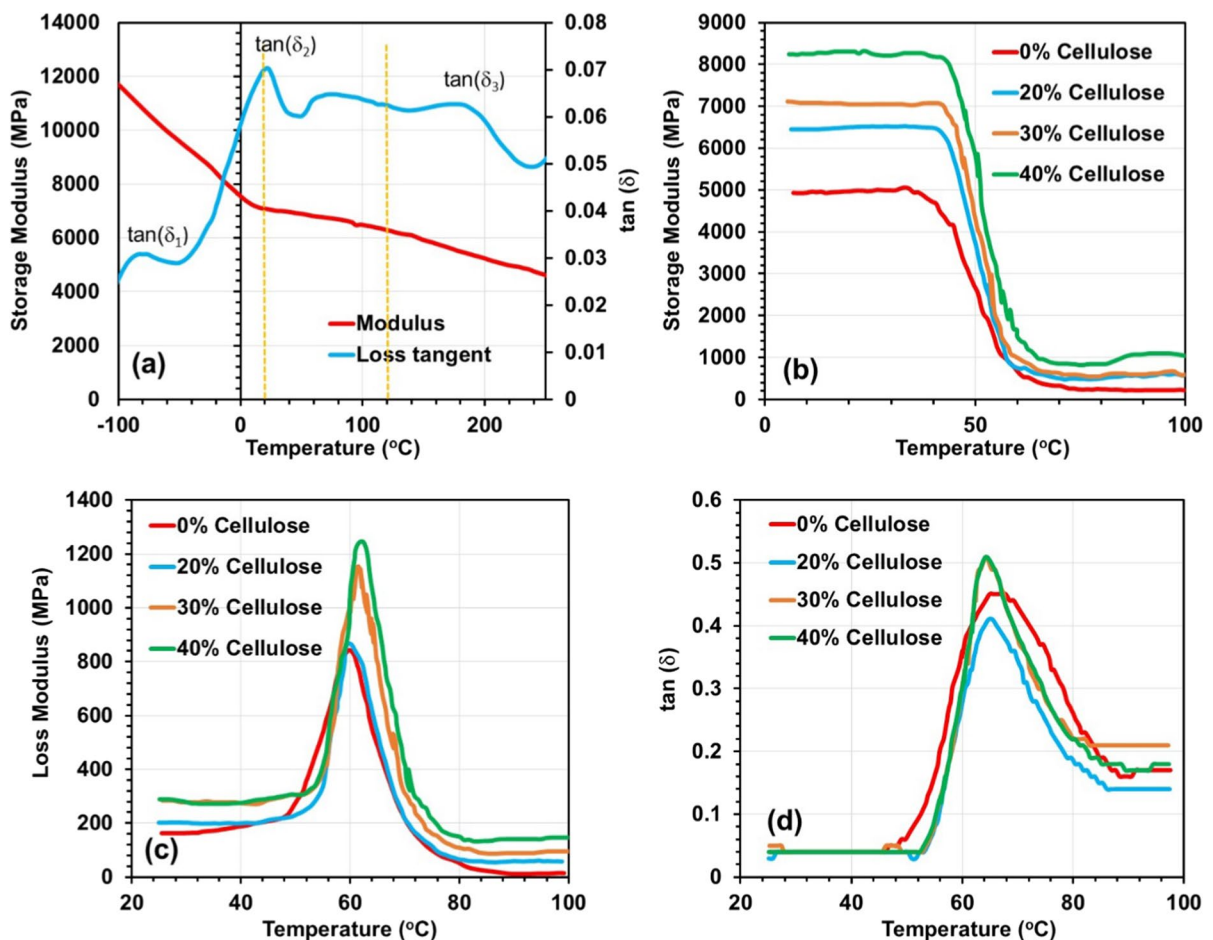 14000
12000
10000
8000
6000
4000
2000
0
Storage Modulus (MPa)
-100
0
100
200
Temperature (°C)
0.08
0.07
0.06
0.05
0.04
0.03
0.02
0.01
0
tan (δ)
tan(δ₁)
tan(δ₂)
tan(δ₃)
Modulus
Loss tangent
(a)
9000
8000
7000
6000
5000
4000
3000
2000
1000
0
Storage Modulus (MPa)
0
50
100
Temperature (°C)
0% Cellulose
20% Cellulose
30% Cellulose
40% Cellulose
(b)
1400
1200
1000
800
600
400
200
0
Loss Modulus (MPa)
20
40
60
80
100
Temperature (°C)
0% Cellulose
20% Cellulose
30% Cellulose
40% Cellulose
(c)
0.6
0.5
0.4
0.3
0.2
0.1
0
tan (δ)
20
40
60
80
100
Temperature (°C)
0% Cellulose
20% Cellulose
30% Cellulose
40% Cellulose
(d)